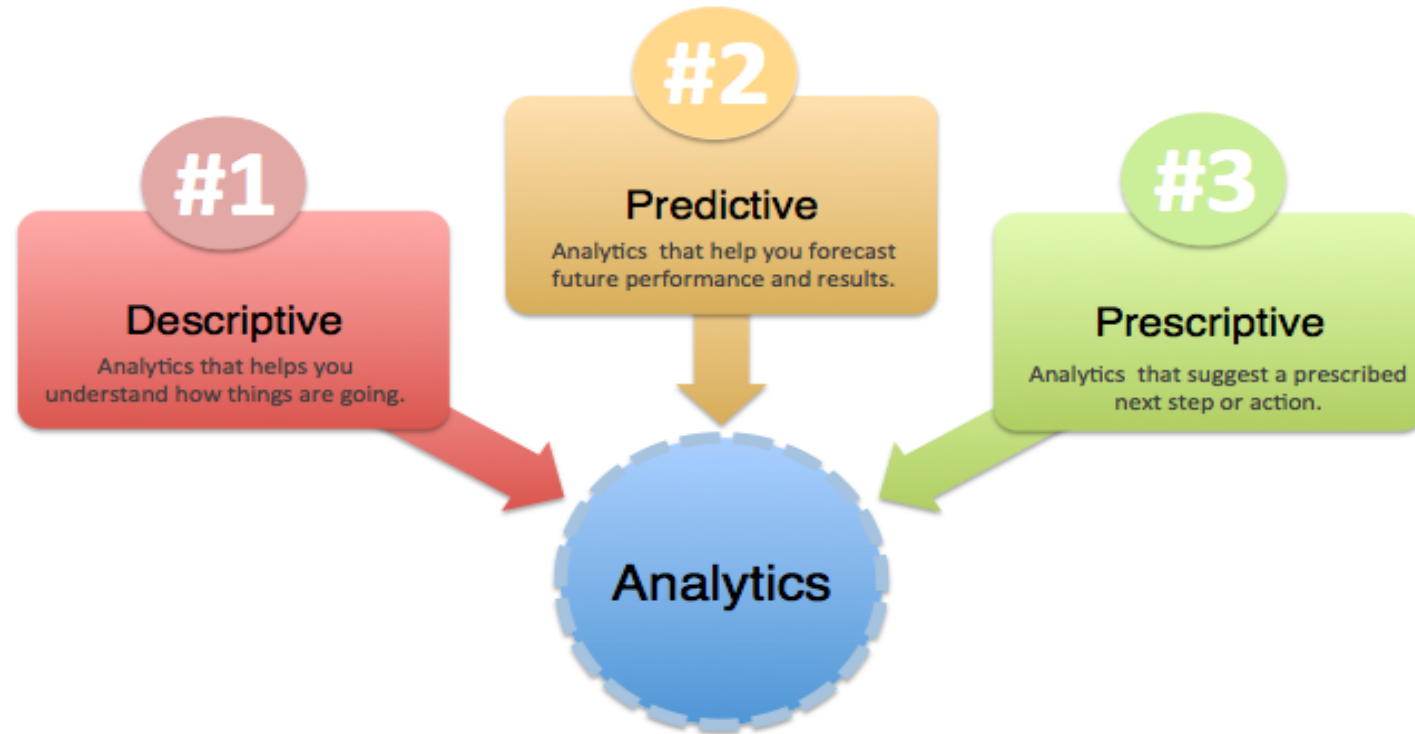 #1
Descriptive
Analytics that helps you
understand how things are going.
#2
Predictive
Analytics  that help you forecast
future performance and results.
#3
Prescriptive
Analytics  that suggest a prescribed
next step or action.
Analytics